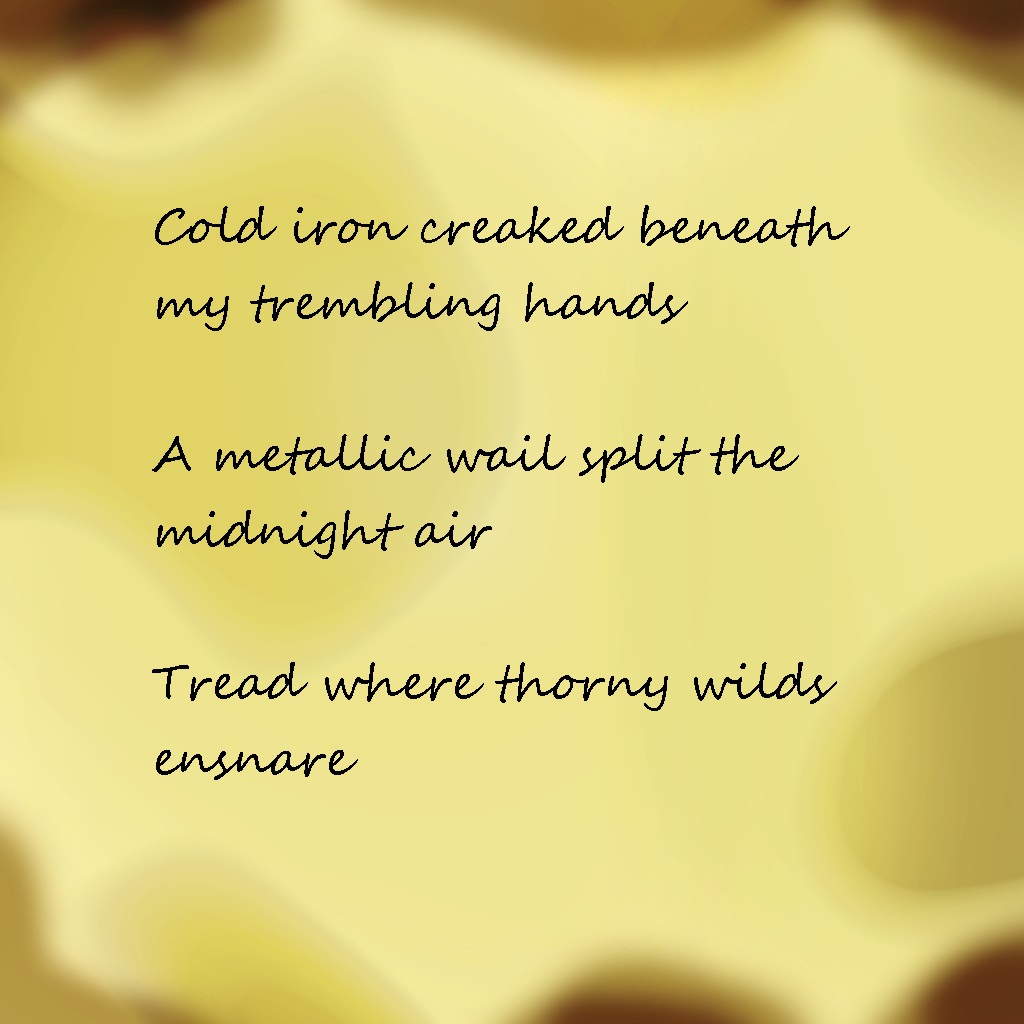 Cold iron creaked beneath
my trembling hands
A metallic wail split the
midnight air
Tread where thorny wilds
ensnare